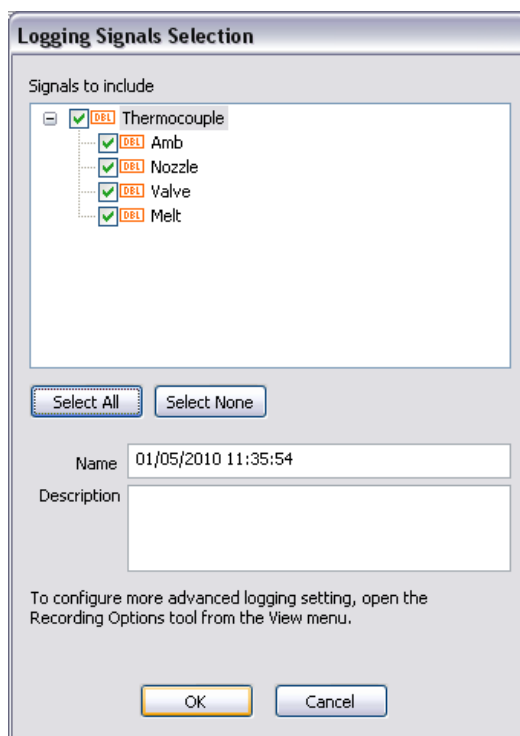 Logging Signals Selection
Signals to include
DBL Thermocouple
DBL Amb
DBL Nozzle
DBL Valve
DBL Melt
Select All Select None
Name 01/05/2010 11:35:54
Description
To configure more advanced logging setting, open the
Recording Options tool from the View menu.
OK Cancel